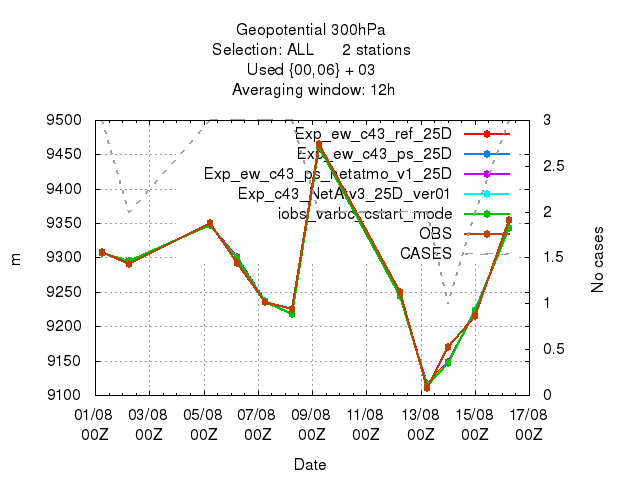 Geopotential 300hPa
Selection: ALL 2 stations
Used {00,06} + 03
Averaging window: 12h
9500
9450
9400
9350
9300
9250
9200
9150
9100
m
Exp_ew_c43_ref_25D
Exp_ew_c43_ps_25D
Exp_ew_c43_ps_netatmo_v1_25D
Exp_c43_NetAtv3_25D_ver01
iobs_varbc_cstart_mode
OBS
CASES
3
2.5
2
1.5
1
0.5
0
No cases
01/08 03/08 05/08 07/08 09/08 11/08 13/08 15/08 17/08
00Z 00Z 00Z 00Z 00Z 00Z 00Z 00Z 00Z
Date